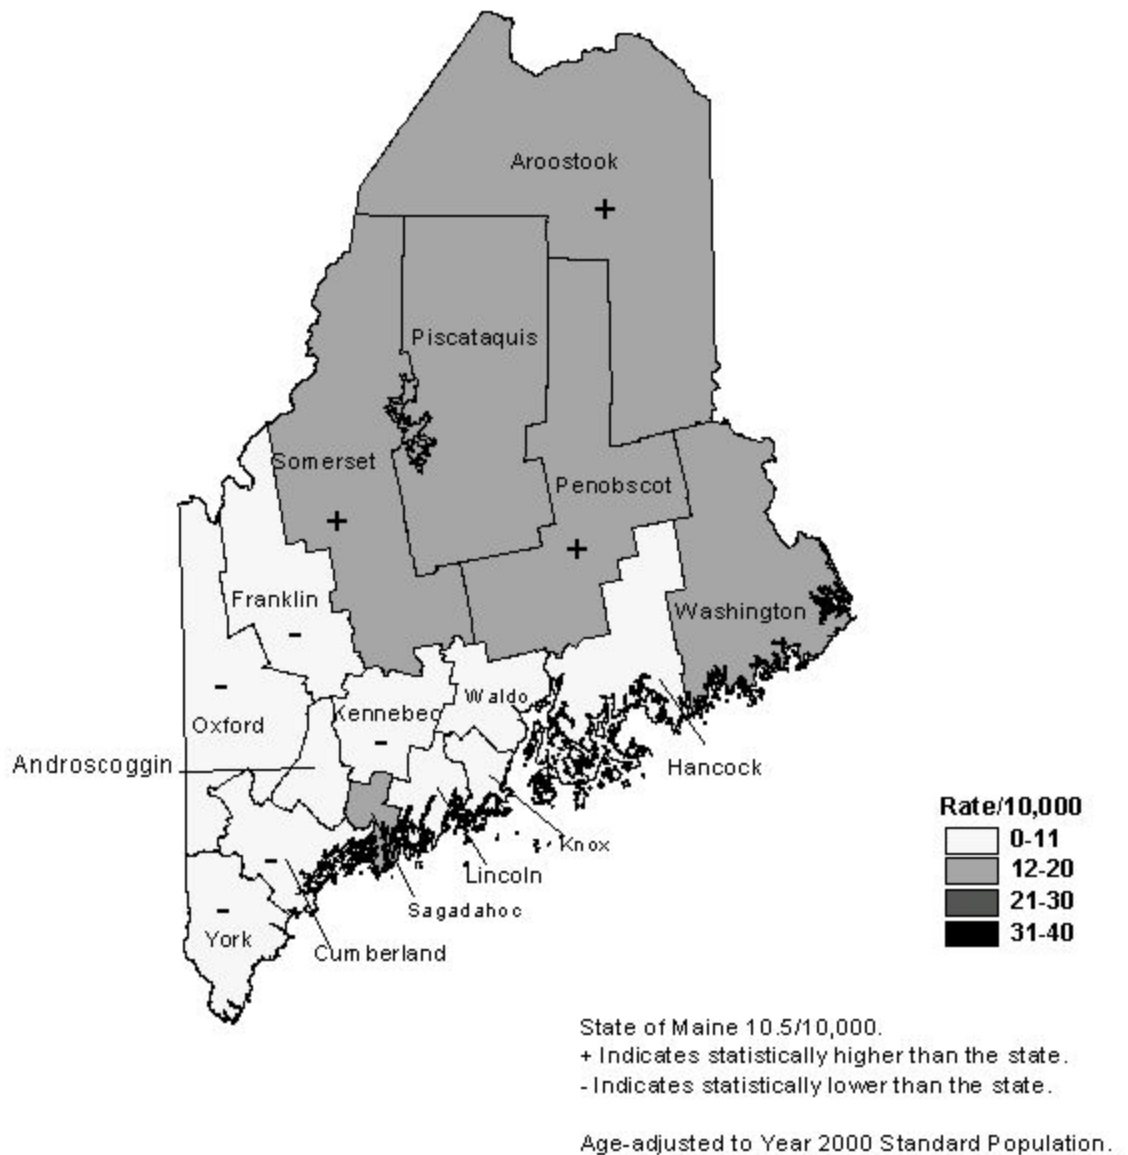 Aroostook
+
Piscataquis
Somerset
+
Penobscot
+
Franklin
-
Washington
-
Oxford
Waldo
Kennebec
-
Androscoggin
Hancock
Knox
Lincoln
Sagadahoc
-
Cumberland
-
York
Rate/10,000
0-11
12-20
21-30
31-40
State of Maine 10.5/10,000.
+ Indicates statistically higher than the state.
- Indicates statistically lower than the state.
Age-adjusted to Year 2000 Standard Population.